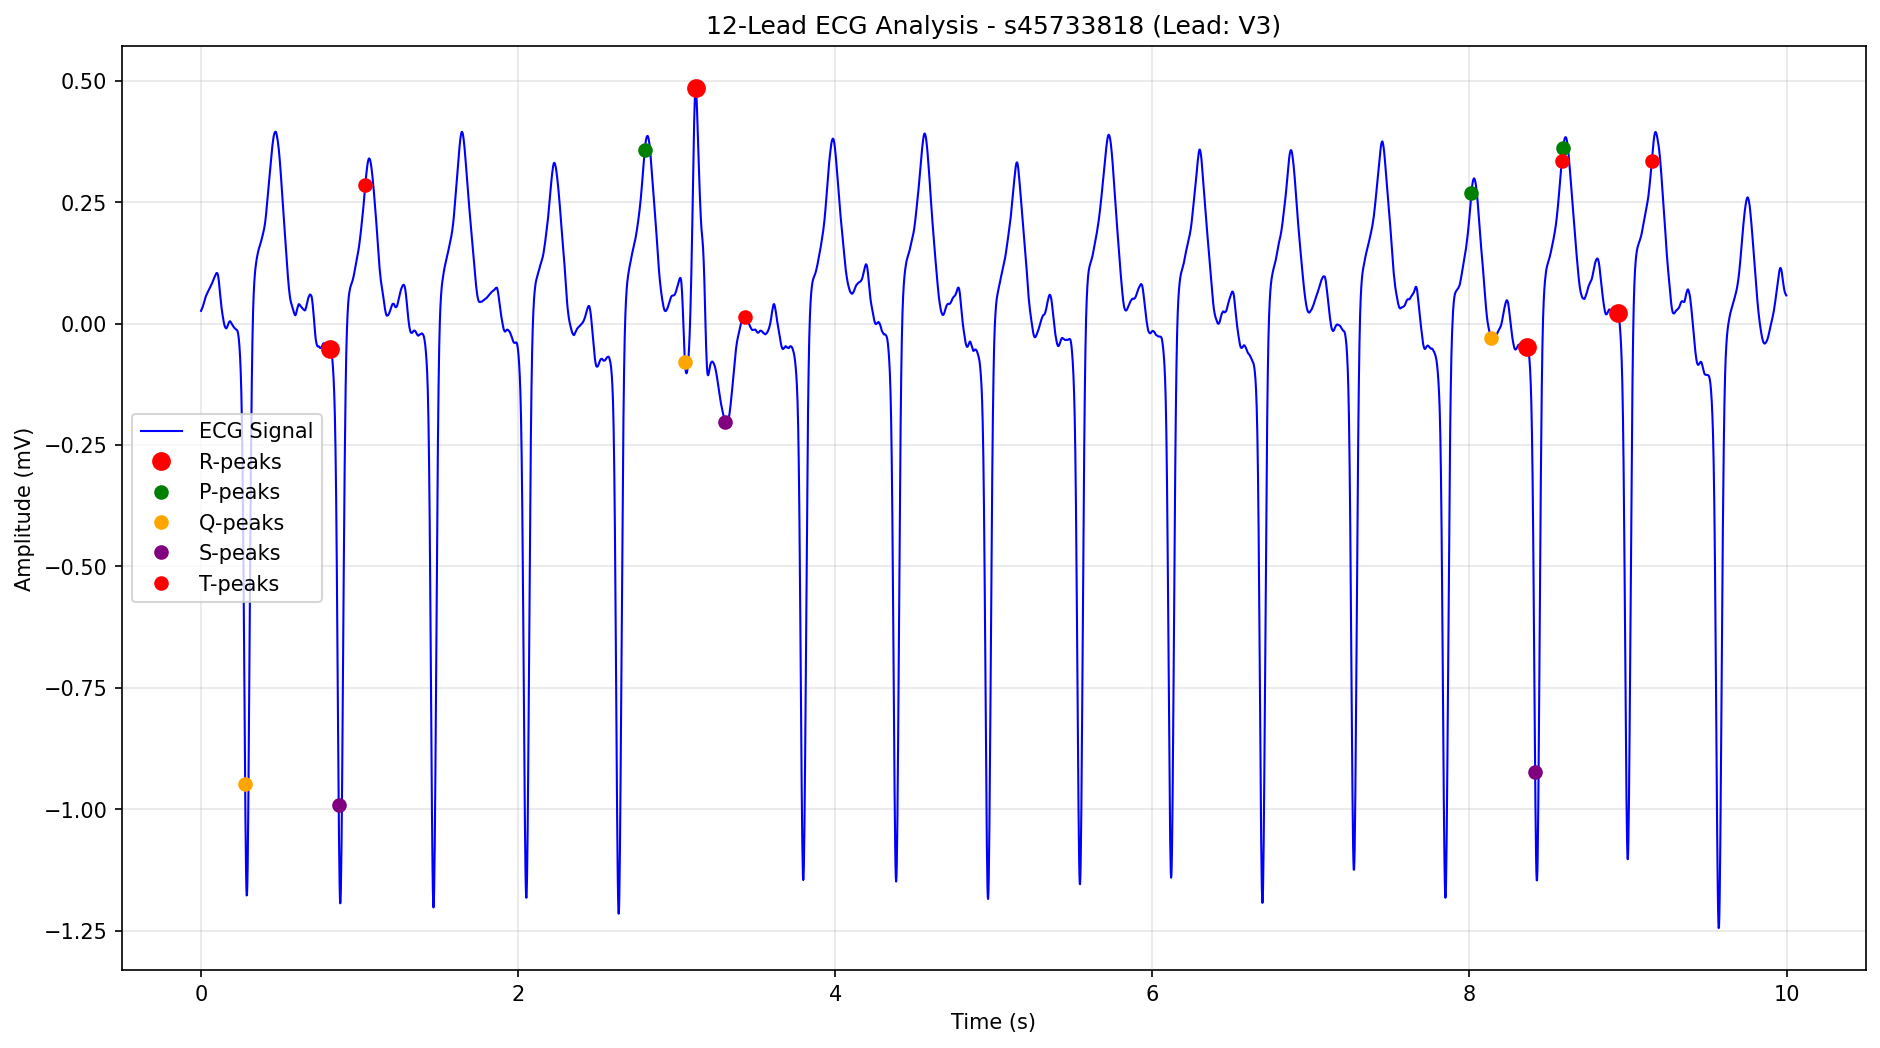 12-Lead ECG Analysis - s45733818 (Lead: V3)
0.50
0.25
0.00
−0.25
−0.50
−0.75
−1.00
−1.25
Amplitude (mV)
ECG Signal
R-peaks
P-peaks
Q-peaks
S-peaks
T-peaks
0
2
4
6
8
10
Time (s)